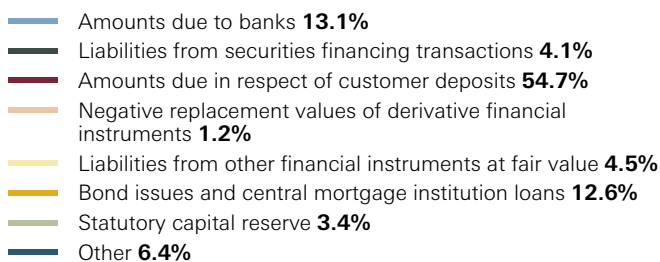 Amounts due to banks 13.1%
Liabilities from securities financing transactions 4.1%
Amounts due in respect of customer deposits 54.7%
Negative replacement values of derivative financial
instruments 1.2%
Liabilities from other financial instruments at fair value 4.5%
Bond issues and central mortgage institution loans 12.6%
Statutory capital reserve 3.4%
Other 6.4%